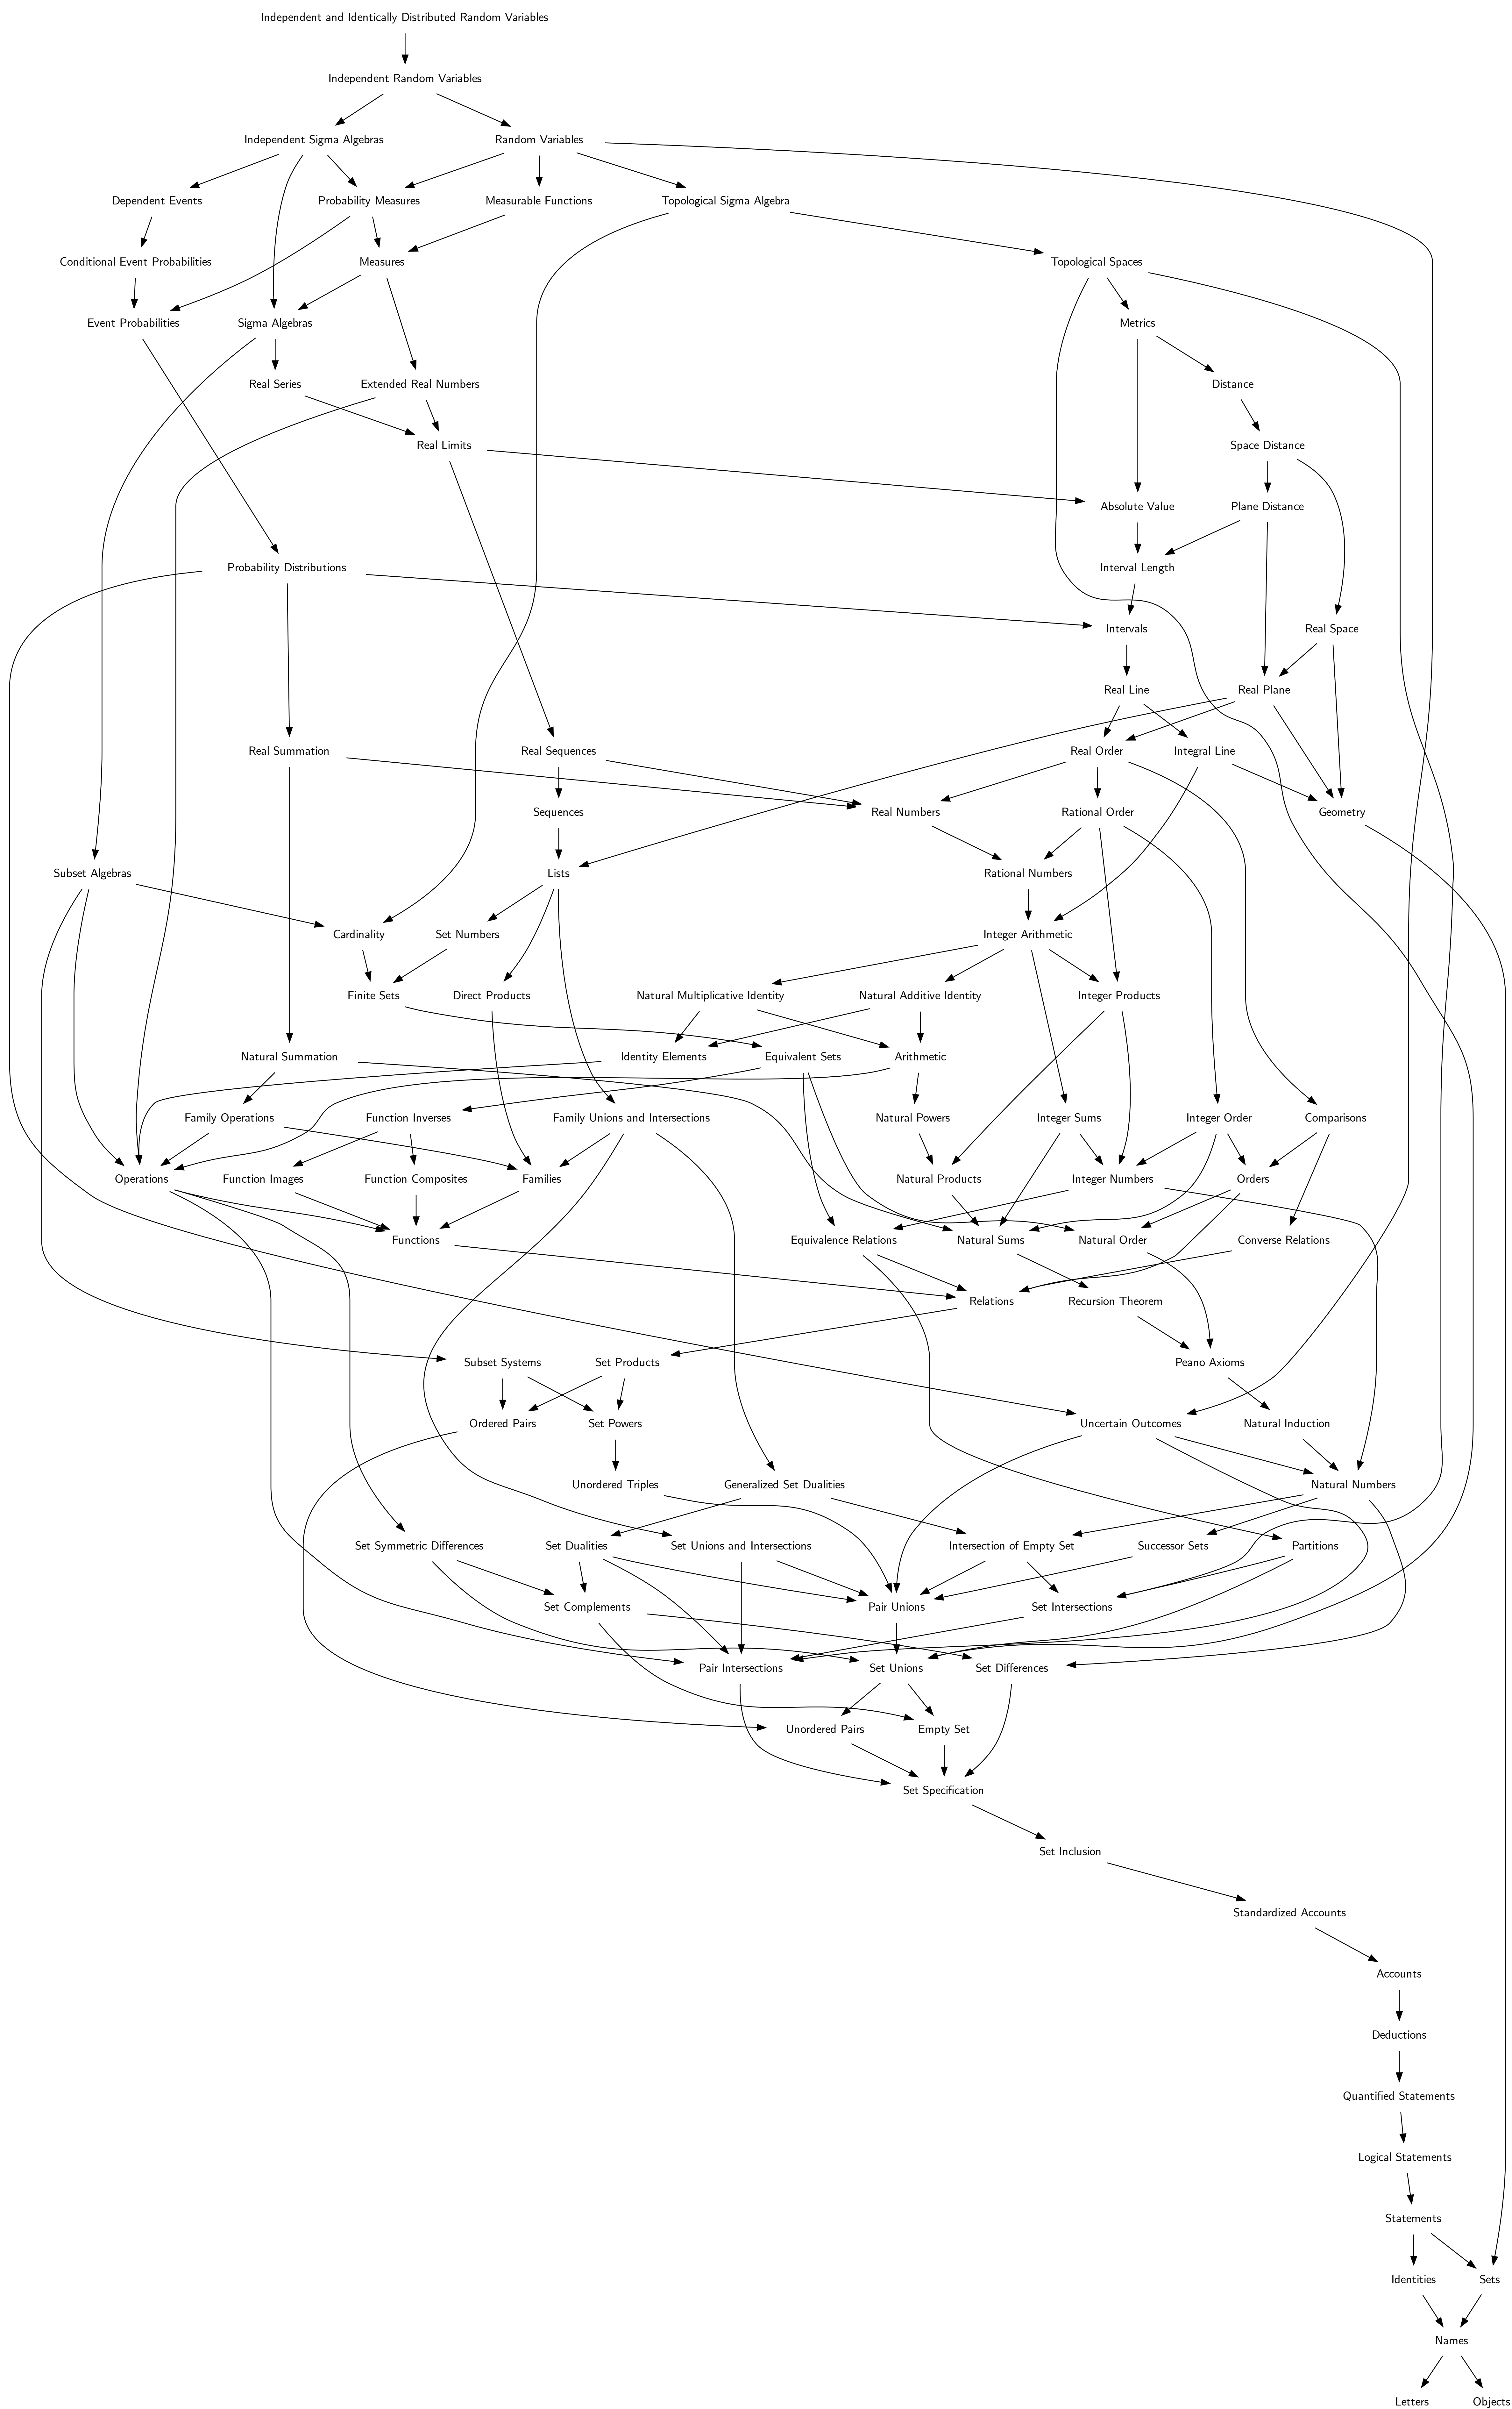 Independent and Identically Distributed Random Variables
Independent Random Variables
Independent Sigma Algebras
Random Variables
Dependent Events
Probability Measures
Measurable Functions
Topological Sigma Algebra
Conditional Event Probabilities
Measures
Topological Spaces
Event Probabilities
Sigma Algebras
Metrics
Real Series
Extended Real Numbers
Distance
Real Limits
Space Distance
Absolute Value
Plane Distance
Probability Distributions
Interval Length
Intervals
Real Space
Real Line
Real Plane
Real Summation
Real Sequences
Real Order
Integral Line
Sequences
Real Numbers
Rational Order
Geometry
Subset Algebras
Lists
Rational Numbers
Cardinality
Set Numbers
Integer Arithmetic
Finite Sets
Direct Products
Natural Multiplicative Identity
Natural Additive Identity
Integer Products
Natural Summation
Identity Elements
Equivalent Sets
Arithmetic
Family Operations
Function Inverses
Family Unions and Intersections
Natural Powers
Integer Sums
Integer Order
Comparisons
Operations
Function Images
Function Composites
Families
Natural Products
Integer Numbers
Orders
Functions
Equivalence Relations
Natural Sums
Natural Order
Converse Relations
Relations
Recursion Theorem
Subset Systems
Set Products
Peano Axioms
Ordered Pairs
Set Powers
Uncertain Outcomes
Natural Induction
Unordered Triples
Generalized Set Dualities
Natural Numbers
Set Symmetric Differences
Set Dualities
Set Unions and Intersections
Intersection of Empty Set
Successor Sets
Partitions
Set Complements
Pair Unions
Set Intersections
Pair Intersections
Set Unions
Set Differences
Unordered Pairs
Empty Set
Set Specification
Set Inclusion
Standardized Accounts
Accounts
Deductions
Quantified Statements
Logical Statements
Statements
Identities
Sets
Names
Letters
Objects